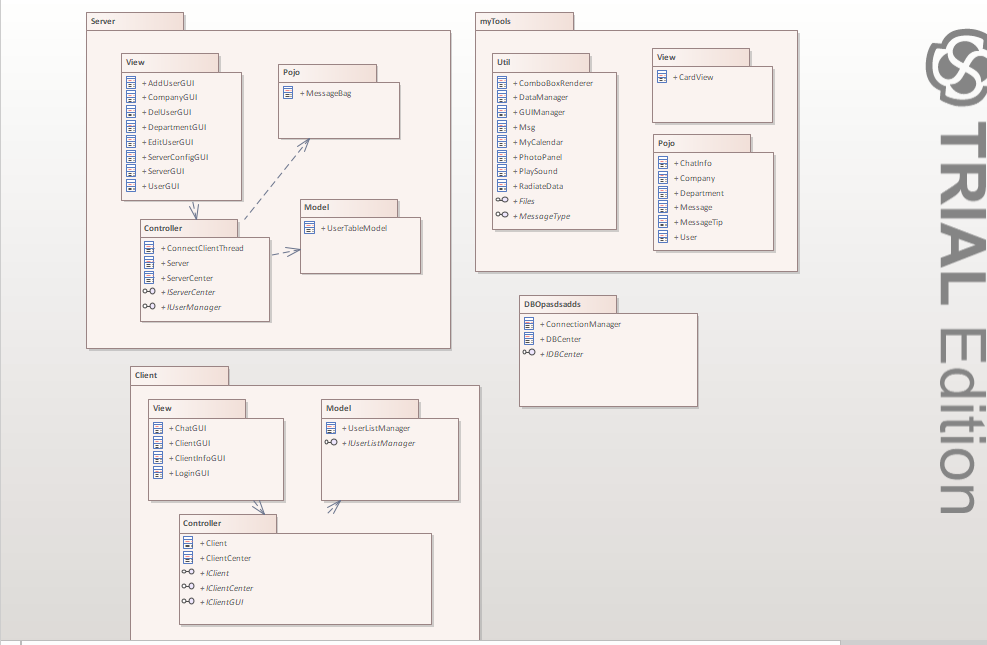 Server
View
+ AddUserGUI
+ CompanyGUI
+ DelUserGUI
+ DepartmentGUI
+ EditUserGUI
+ ServerConfigGUI
+ ServerGUI
+ UserGUI
Pojo
+ MessageBag
Controller
+ ConnectClientThread
+ Server
+ ServerCenter
+ IServerCenter
+ IUserManager
Model
+ UserTableModel
myTools
Util
+ ComboBoxRenderer
+ DataManager
+ GUIManager
+ Msg
+ MyCalendar
+ PhotoPanel
+ PlaySound
+ RadiateData
+ Files
+ MessageType
View
+ CardView
Pojo
+ ChatInfo
+ Company
+ Department
+ Message
+ MessageTip
+ User
DBOpasdsadds
+ ConnectionManager
+ DBCenter
+ IDBCenter
Client
View
+ ChatGUI
+ ClientGUI
+ ClientInfoGUI
+ LoginGUI
Model
+ UserListManager
+ IUserListManager
Controller
+ Client
+ ClientCenter
+ IClient
+ IClientCenter
+ IClientGUI
TRIAL Edition